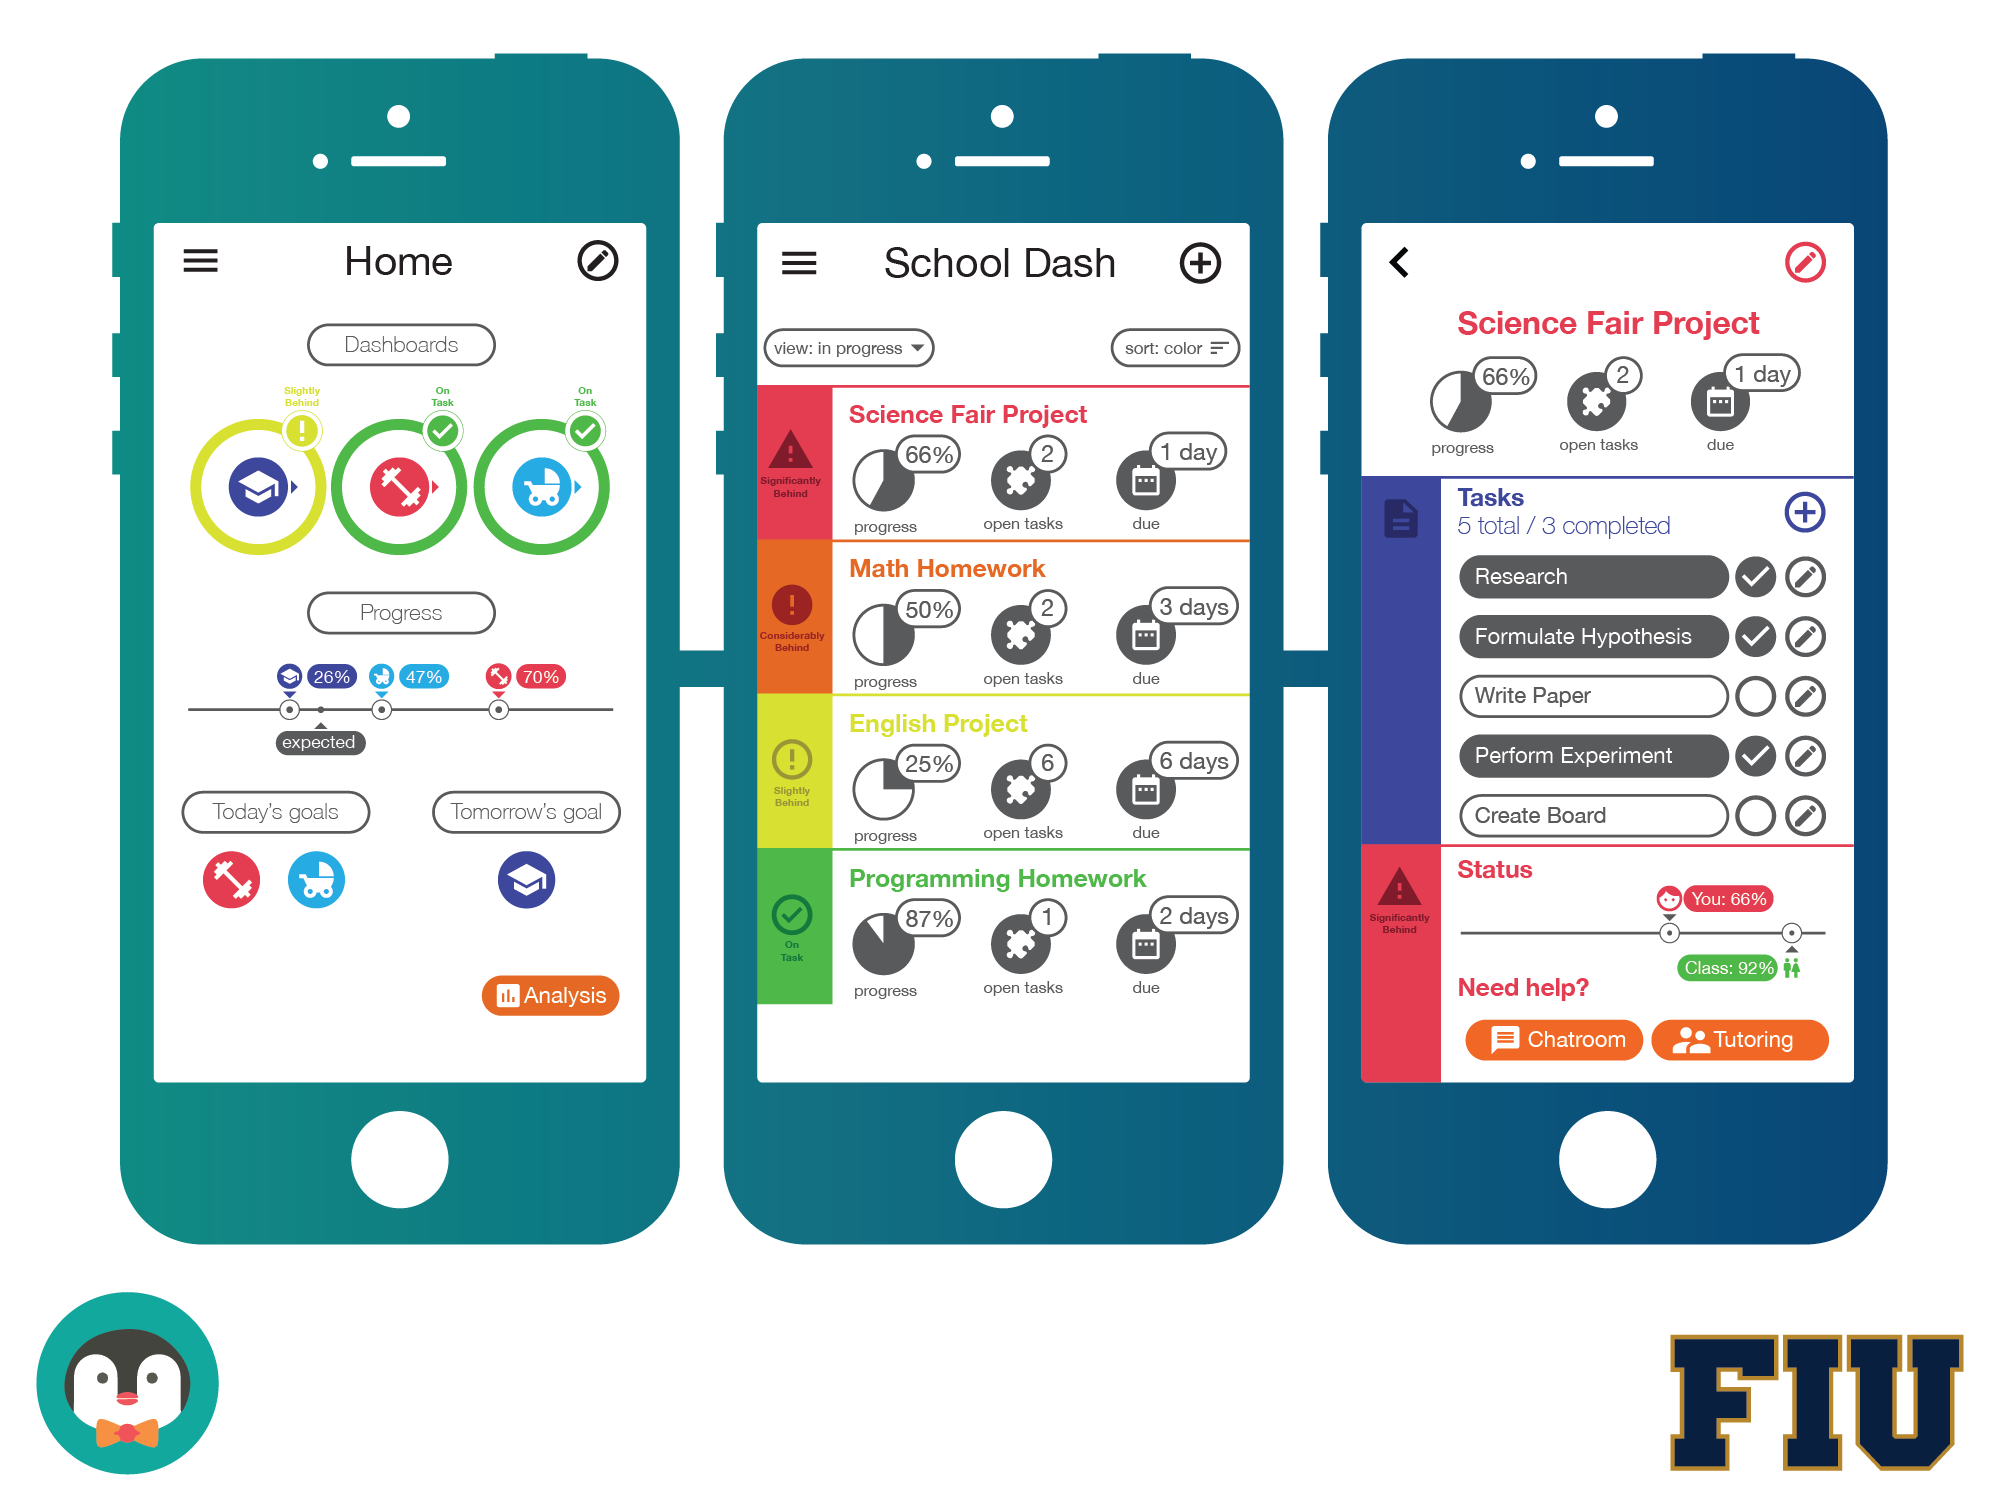 Home
Dashboards
Slightly
Behind
On
Task
On
Task
Progress
26%
47%
70%
expected
Today's goals
Tomorrow's goal
Analysis
School Dash
view: in progress
sort: color
Significantly
Behind
Science Fair Project
66%
2
1 day
progress
open tasks
due
Considerably
Behind
Math Homework
50%
2
3 days
progress
open tasks
due
Slightly
Behind
English Project
25%
6
6 days
progress
open tasks
due
On
Task
Programming Homework
87%
1
2 days
progress
open tasks
due
Science Fair Project
66%
2
1 day
progress
open tasks
due
Tasks
5 total / 3 completed
Research
Formulate Hypothesis
Write Paper
Perform Experiment
Create Board
Significantly
Behind
Status
You: 66%
Class: 92%
Need help?
Chatroom
Tutoring
FIU